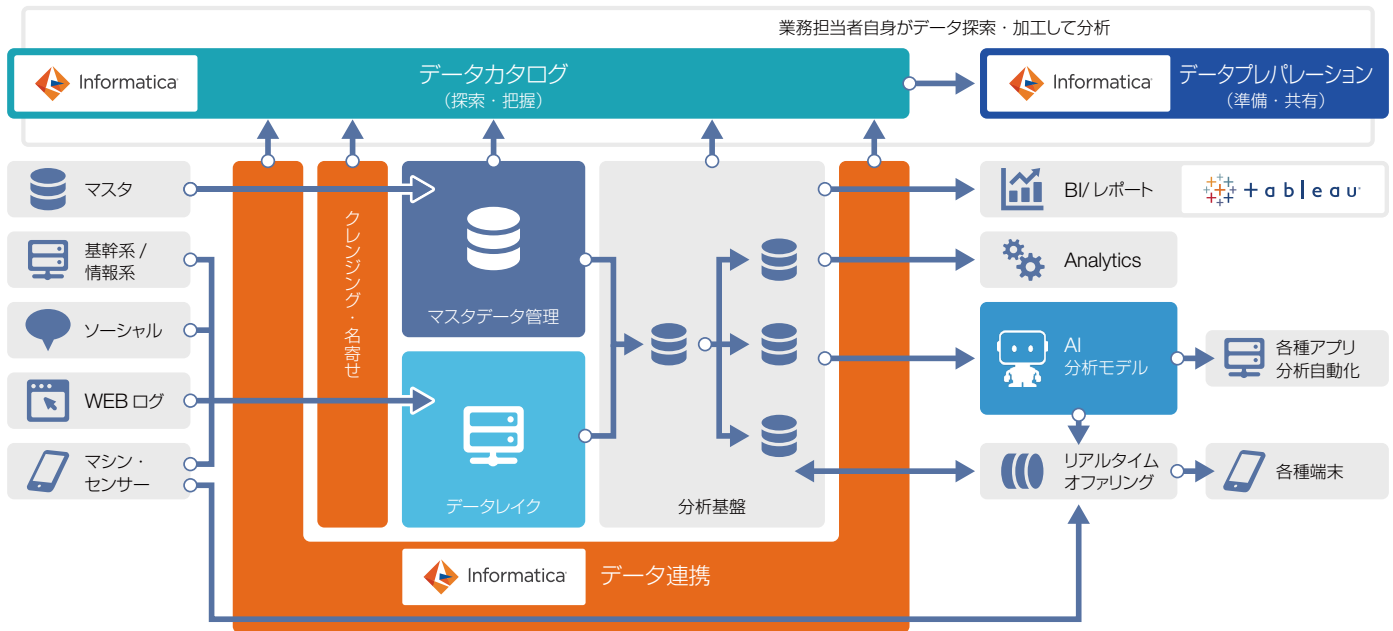 業務担当者自身がデータ探索・加工して分析
Informatica
データカタログ
（探索・把握）
Informatica
データプレパレーション
（準備・共有）
マスタ
基幹系 /
情報系
ソーシャル
WEB ログ
マシン・
センサー
クレンジング・名寄せ
マスタデータ管理
データレイク
分析基盤
Informatica
データ連携
BI/ レポート
+ a b l e a u
Analytics
AI
分析モデル
各種アプリ
分析自動化
リアルタイム
オファリング
各種端末